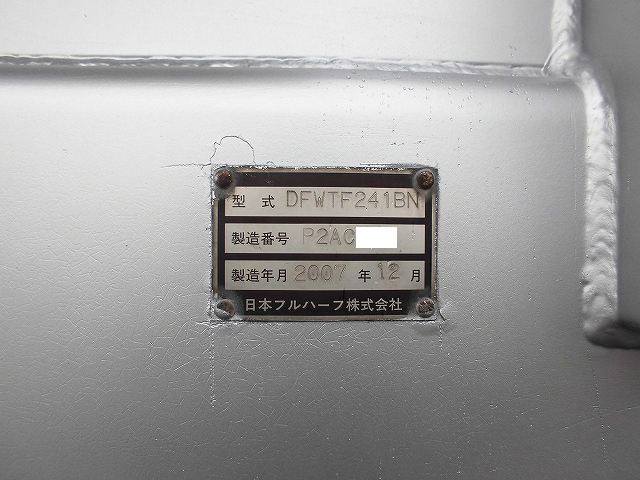 型 式 DFWTF241BN
製造番号 P2AC
製造年月 2007 年 12 月
日本フルハーフ株式会社